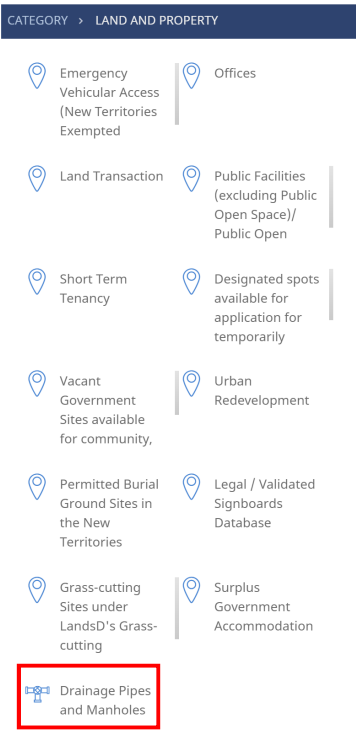 CATEGORY > LAND AND PROPERTY
Emergency
Vehicular Access
(New Territories
Exempted
Offices
Land Transaction
Public Facilities
(excluding Public
Open Space)/
Public Open
Short Term
Tenancy
Designated spots
available for
application for
temporarily
Vacant
Government
Sites available
for community,
Urban
Redevelopment
Permitted Burial
Ground Sites in
the New
Territories
Legal / Validated
Signboards
Database
Grass-cutting
Sites under
LandsD's Grass-
cutting
Surplus
Government
Accommodation
Drainage Pipes
and Manholes